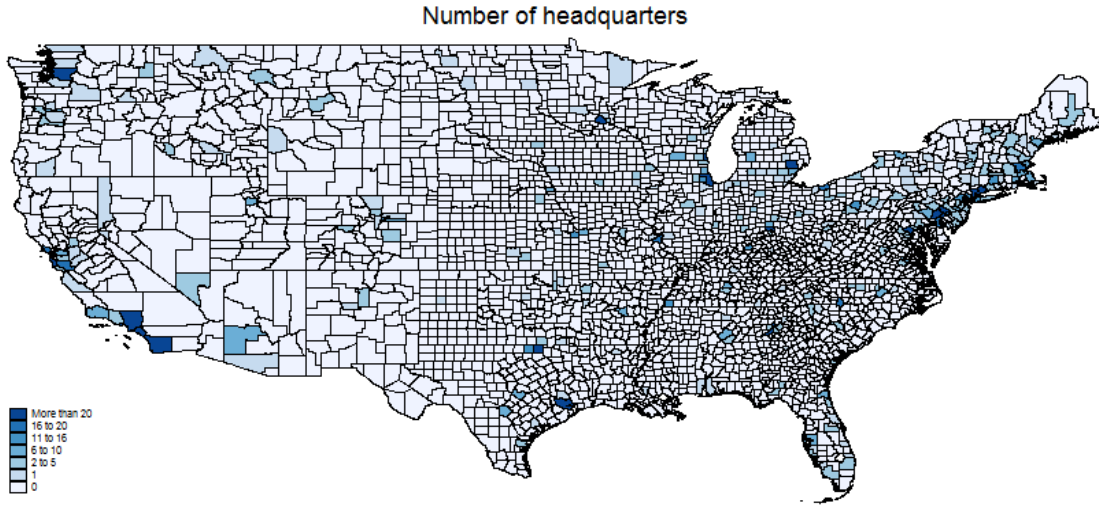 Number of headquarters
More than 20
16 to 20
11 to 16
6 to 10
2 to 5
1
0